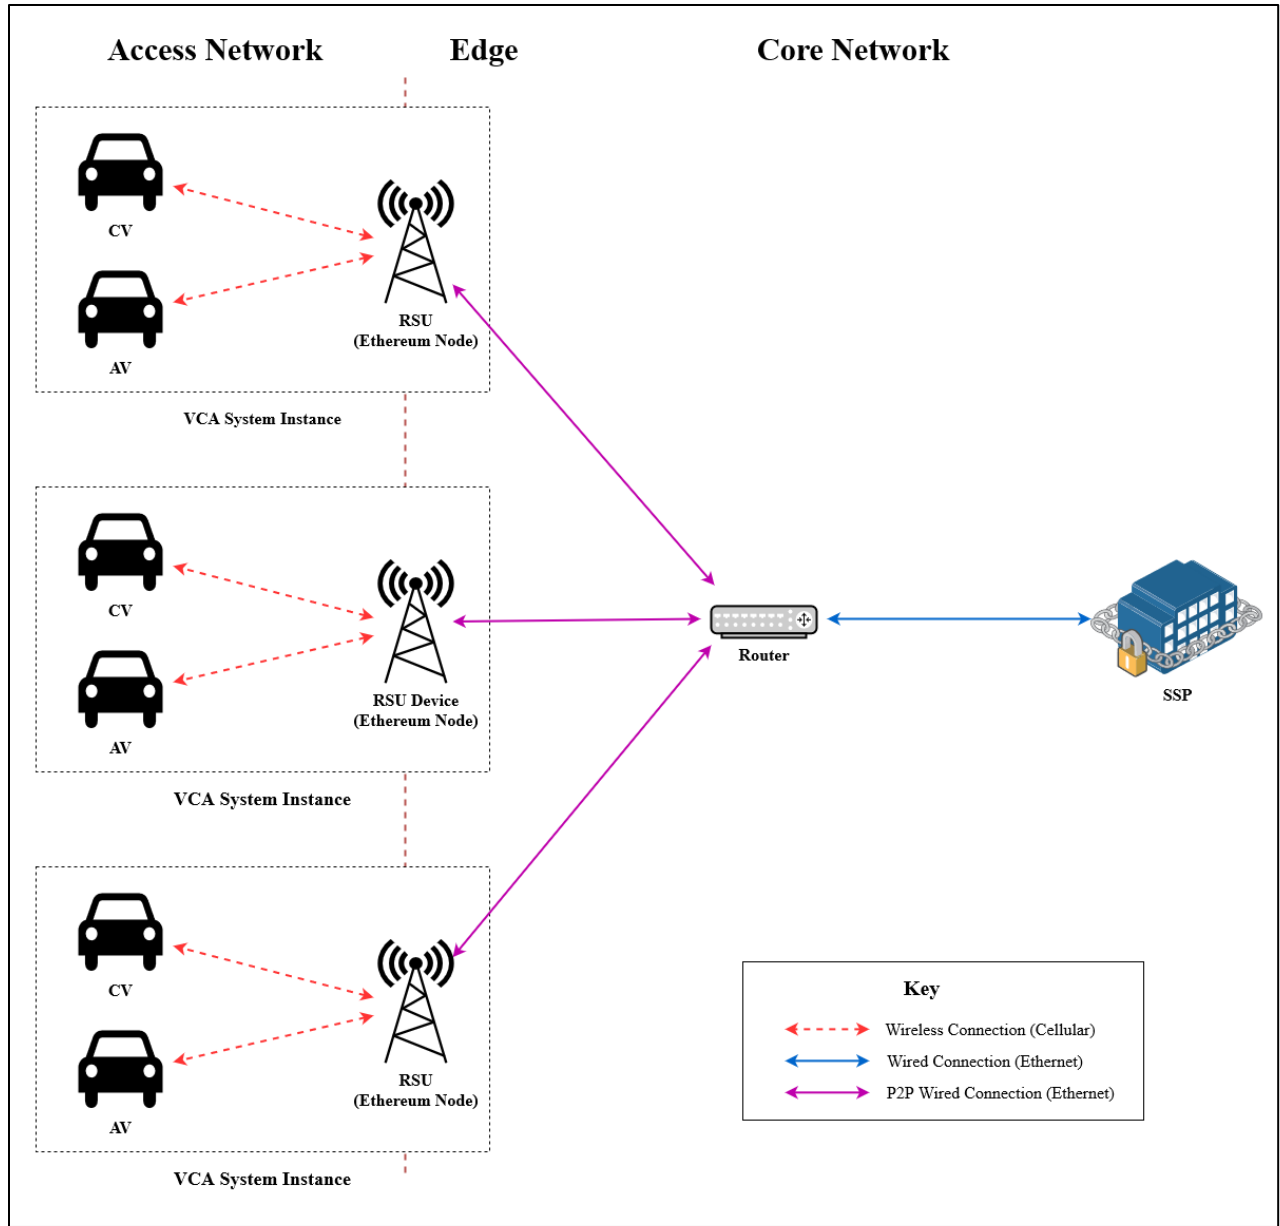 Access Network
Edge
Core Network
CV
AV
RSU
(Ethereum Node)
VCA System Instance
CV
AV
RSU Device
(Ethereum Node)
VCA System Instance
Router
SSP
CV
AV
RSU
(Ethereum Node)
VCA System Instance
Key
Wireless Connection (Cellular)
Wired Connection (Ethernet)
P2P Wired Connection (Ethernet)